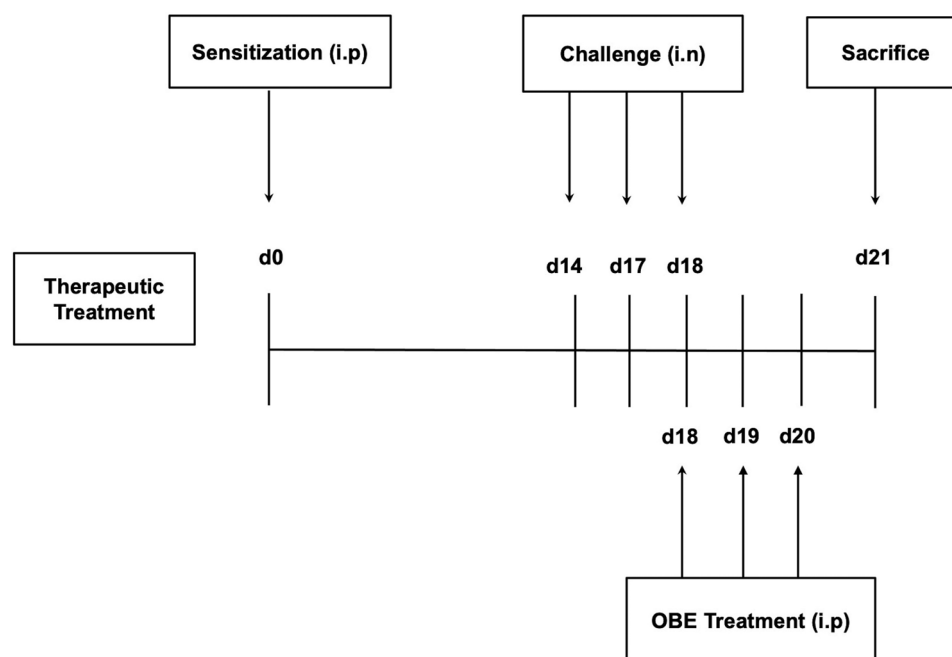 Sensitization (i.p)
Challenge (i.n)
Sacrifice
Therapeutic
Treatment
d0
d14
d17
d18
d21
d18
d19
d20
OBE Treatment (i.p)